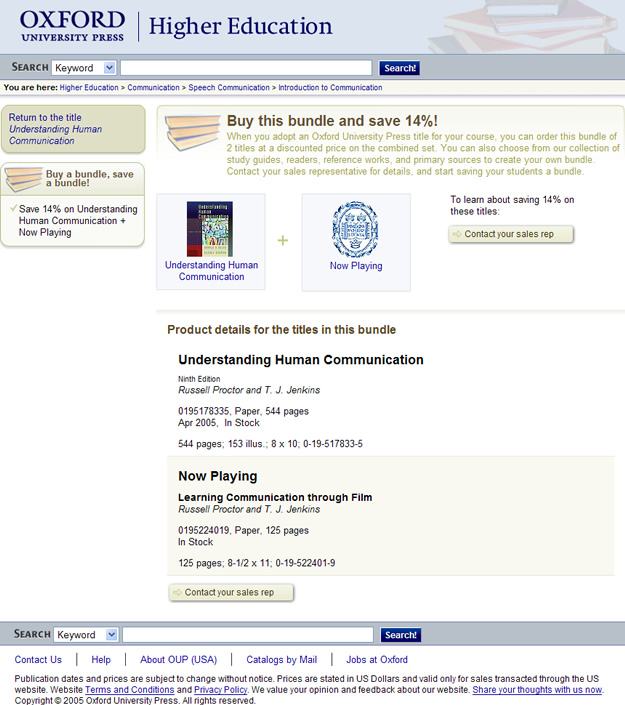 OXFORD
UNIVERSITY PRESS
Higher Education
SEARCH Keyword Search!
You are here: Higher Education > Communication > Speech Communication > Introduction to Communication
Return to the title
Understanding Human
Communication
Buy a bundle, save
a bundle!
Save 14% on Understanding
Human Communication +
Now Playing
Buy this bundle and save 14%!
When you adopt an Oxford University Press title for your course, you can order this bundle of
2 titles at a discounted price on the combined set. You can also choose from our collection of
study guides, readers, reference works, and primary sources to create your own bundle.
Contact your sales representative for details, and start saving your students a bundle.
Understanding Human
Communication
+
Now Playing
To learn about saving 14% on
these titles:
Contact your sales rep
Product details for the titles in this bundle
Understanding Human Communication
Ninth Edition
Russell Proctor and T. J. Jenkins
0195178335, Paper, 544 pages
Apr 2005, In Stock
544 pages; 153 illus.; 8 x 10; 0-19-517833-5
Now Playing
Learning Communication through Film
Russell Proctor and T. J. Jenkins
0195224019, Paper, 125 pages
In Stock
125 pages; 8-1/2 x 11; 0-19-522401-9
Contact your sales rep
SEARCH Keyword Search!
Contact Us | Help | About OUP (USA) | Catalogs by Mail | Jobs at Oxford
Publication dates and prices are subject to change without notice. Prices are stated in US Dollars and valid only for sales transacted through the US
website. Website Terms and Conditions and Privacy Policy. We value your opinion and feedback about our website. Share your thoughts with us now.
Copyright © 2005 Oxford University Press. All rights reserved.